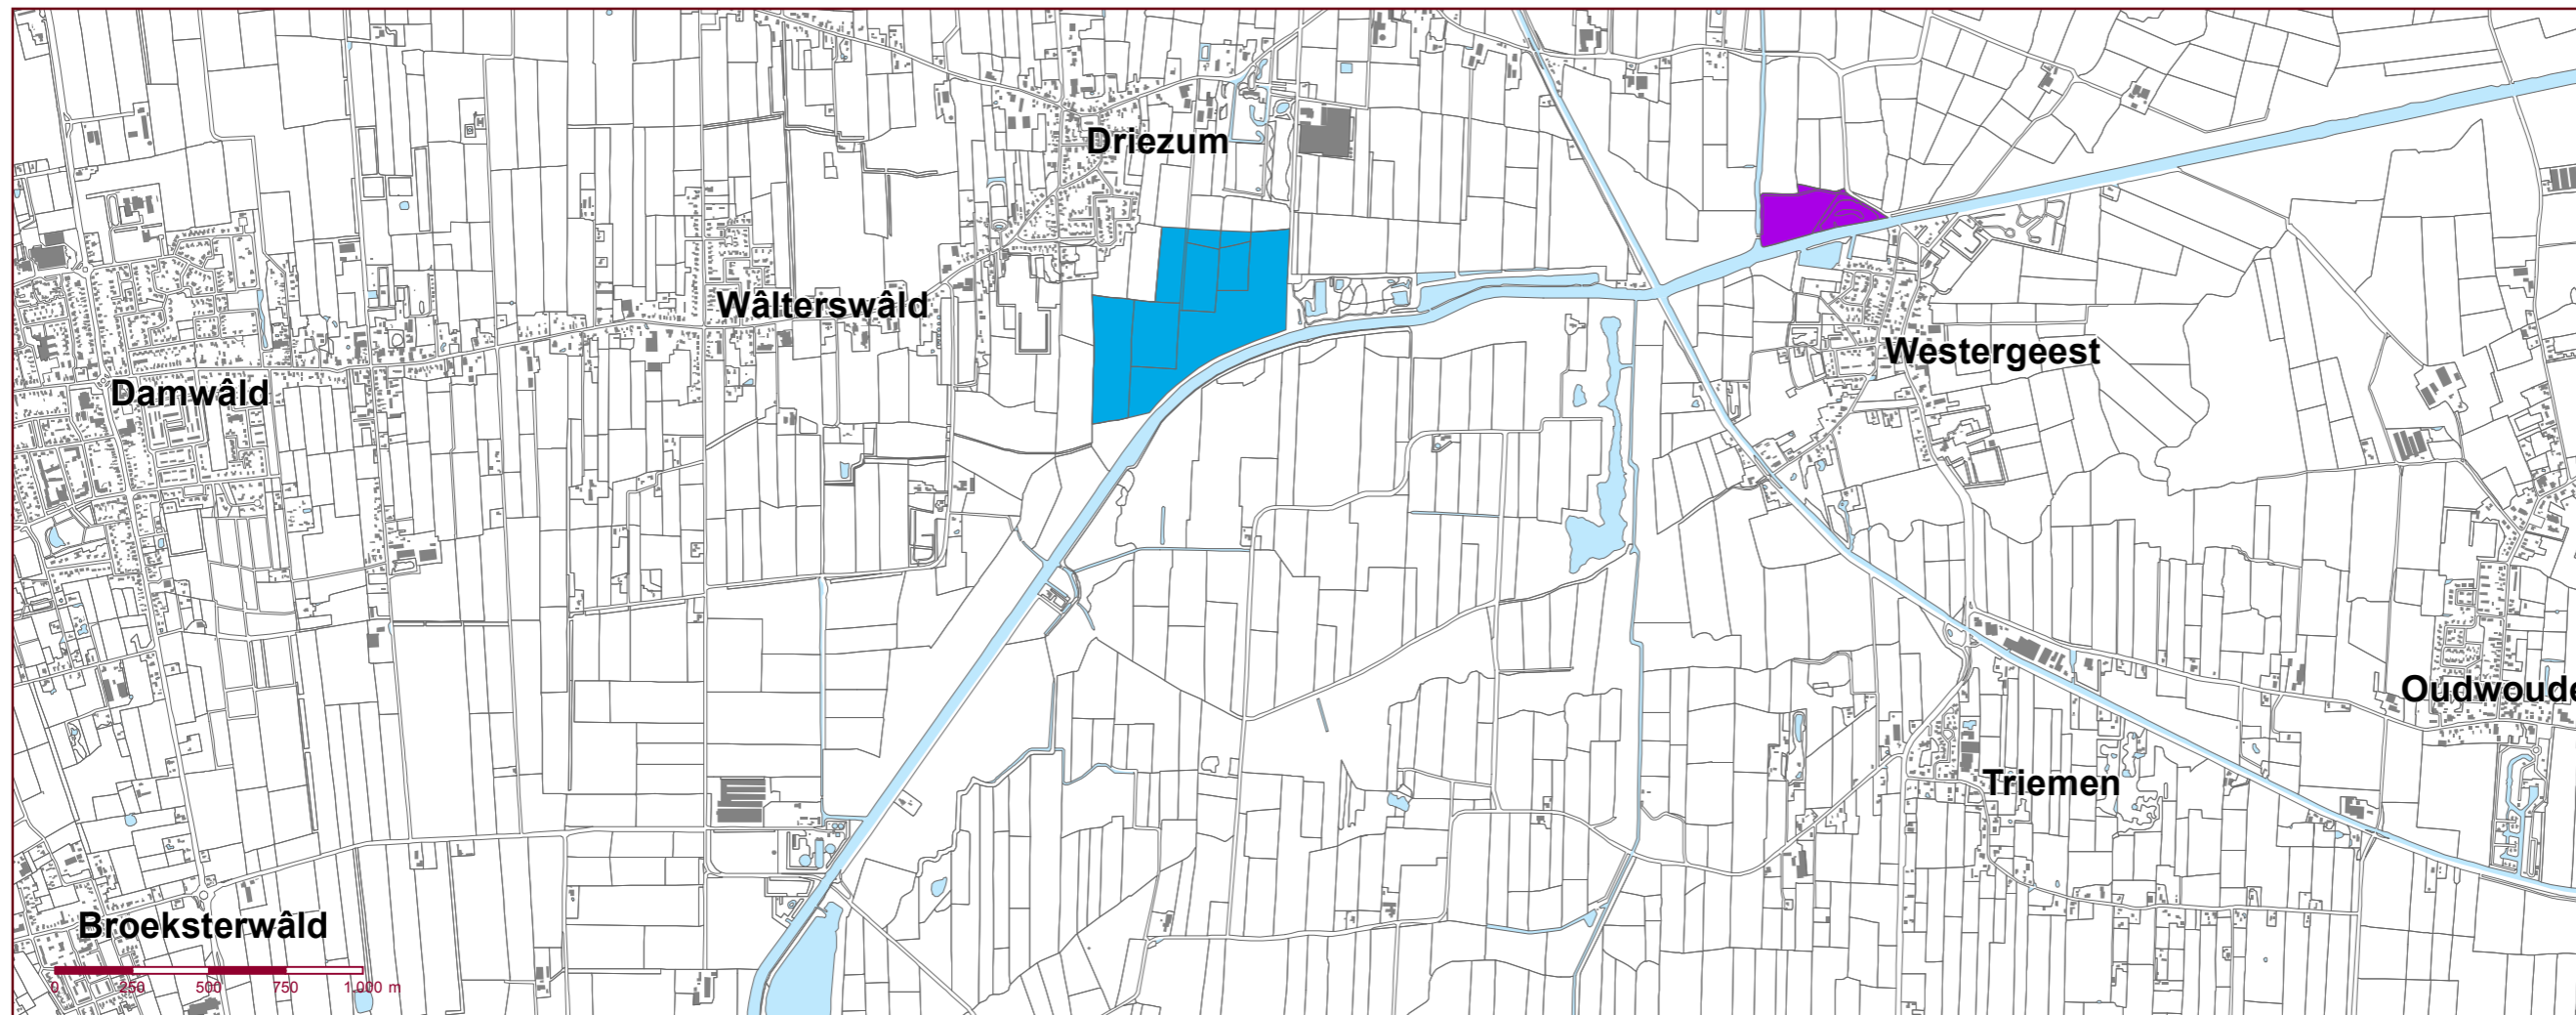 Driezum
Wâlterswâld
Westergeest
Damwâld
Oudwoude
Triemen
Broeksterwâld
0 250 500 750 1 000 m